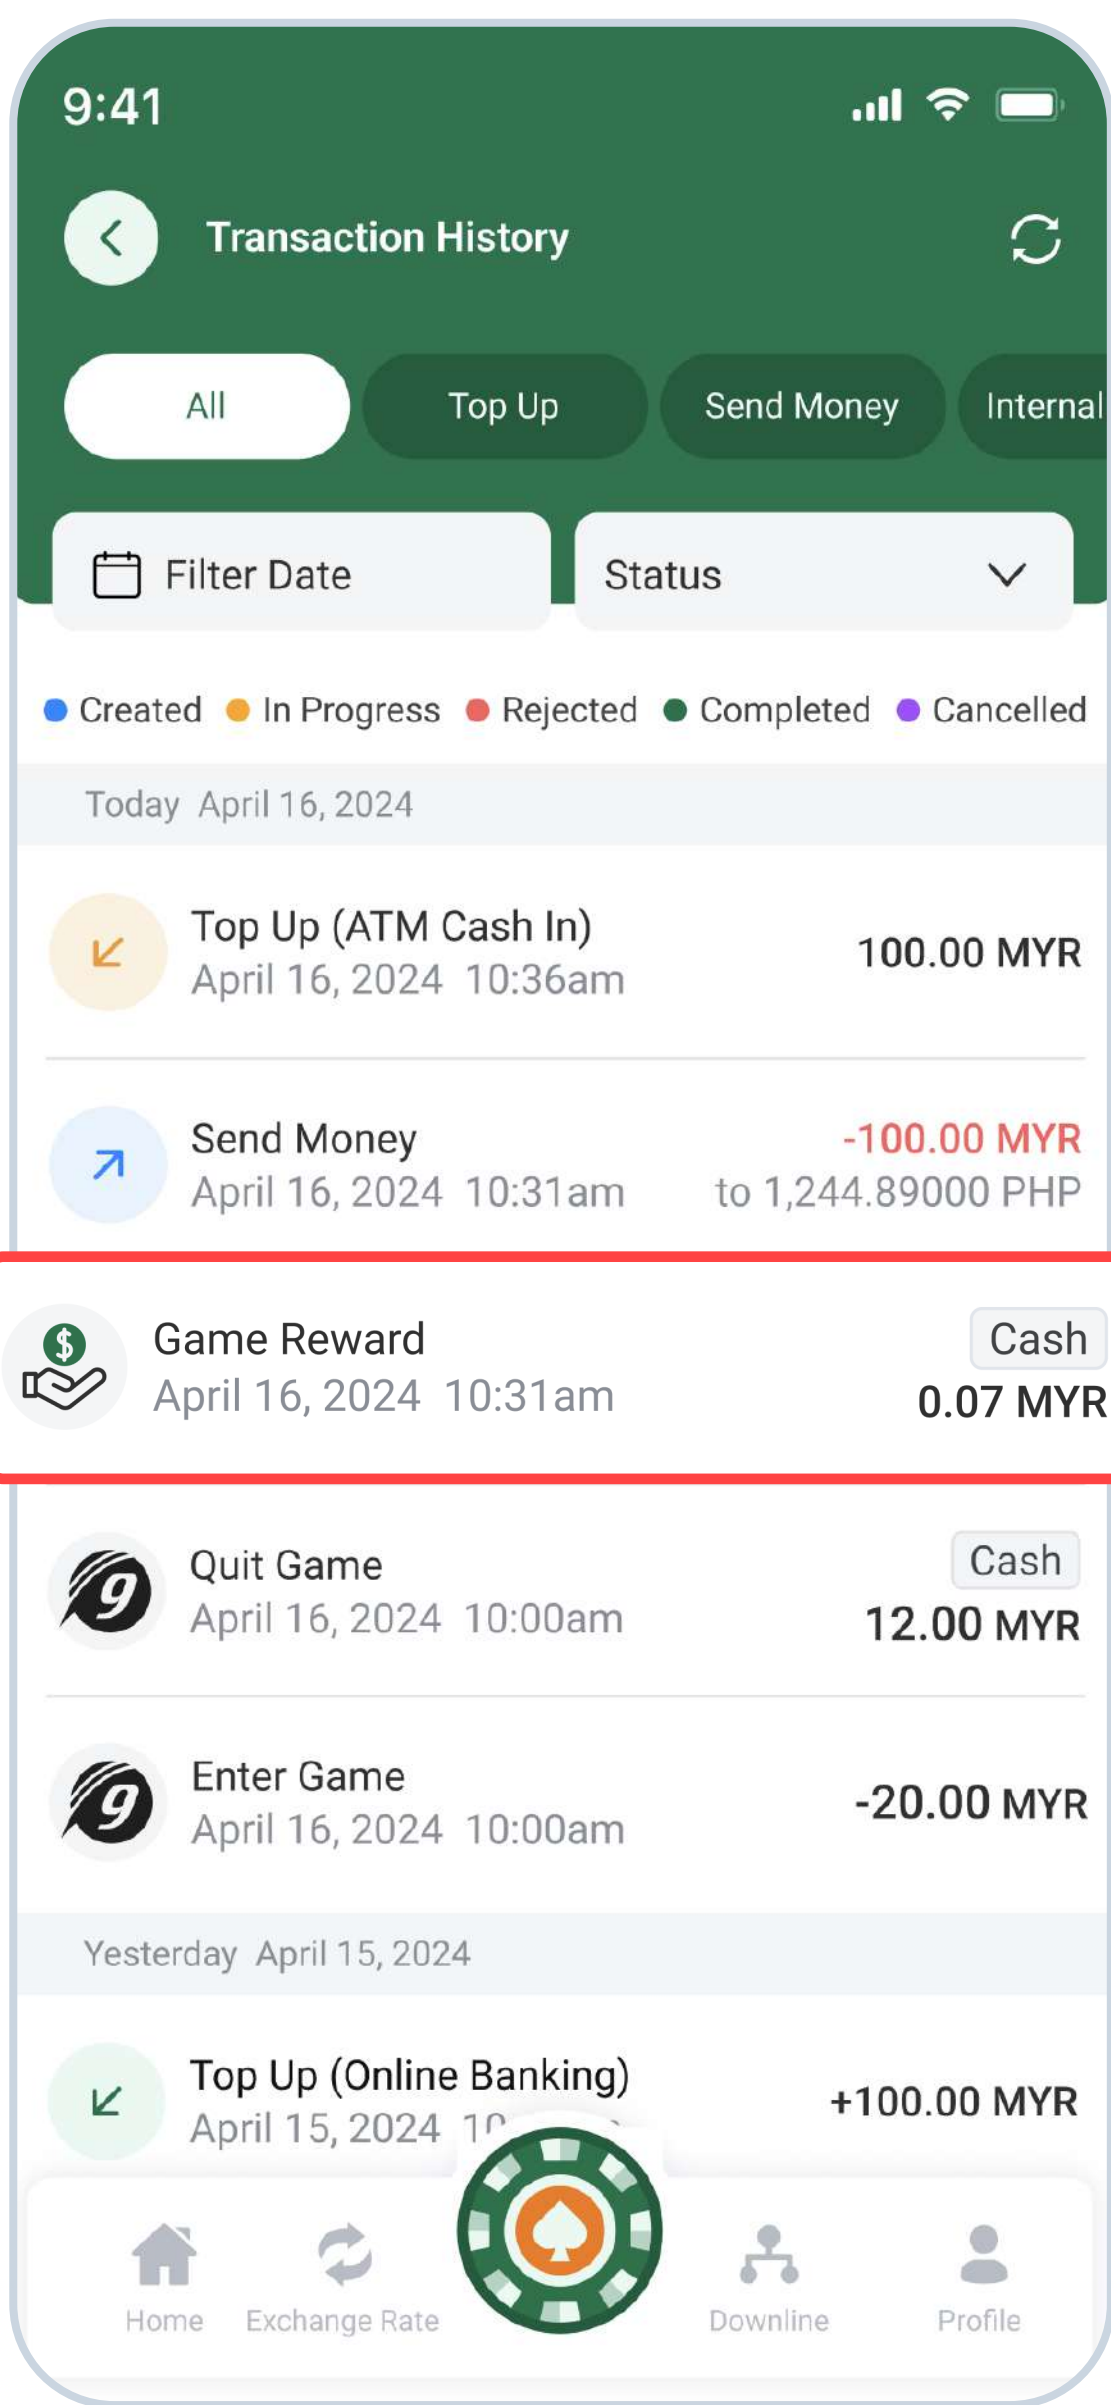 9:41
Transaction History
All
Top Up
Send Money
Internal
Filter Date
Status
Created
In Progress
Rejected
Completed
Cancelled
Today April 16, 2024
Top Up (ATM Cash In)
100.00 MYR
April 16, 2024 10:36am
Send Money
-100.00 MYR
April 16, 2024 10:31am
to 1,244.89000 PHP
$
Game Reward
Cash
April 16, 2024 10:31am
0.07 MYR
9
Quit Game
Cash
April 16, 2024 10:00am
12.00 MYR
9
Enter Game
-20.00 MYR
April 16, 2024 10:00am
Yesterday April 15, 2024
Top Up (Online Banking)
+100.00 MYR
April 15, 2024
Home
Exchange Rate
Downline
Profile